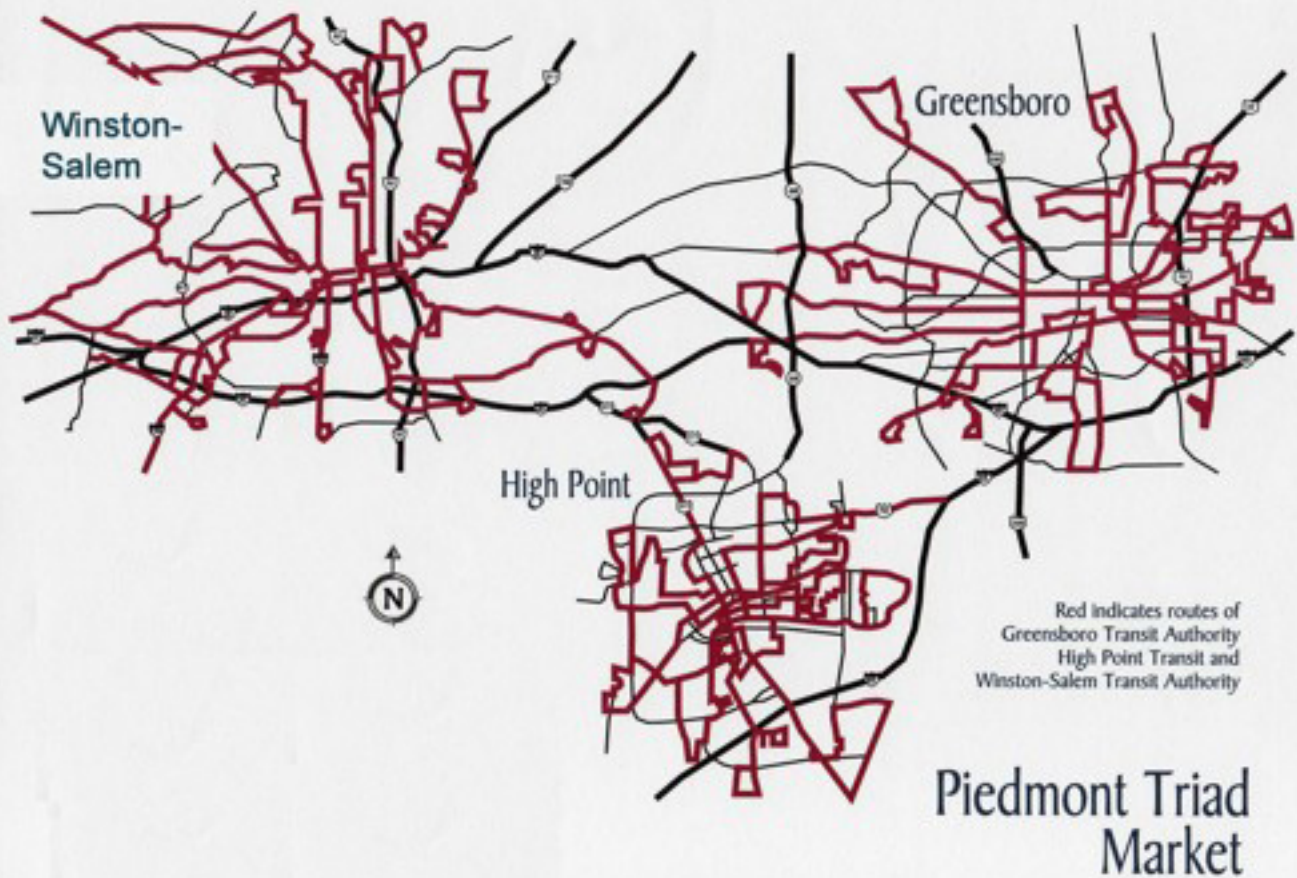 Winston-
Salem
Greensboro
High Point
N
Red indicates routes of
Greensboro Transit Authority
High Point Transit and
Winston-Salem Transit Authority
Piedmont Triad
Market